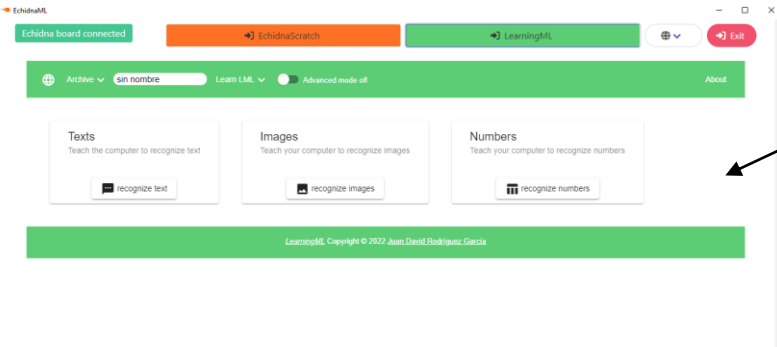 EchidnaML
Echidna board connected
EchidnaScratch
LearningML
Exit
Archive
sin nombre
Learn LML
Advanced mode off
About
Texts
Teach the computer to recognize text
recognize text
Images
Teach your computer to recognize images
recognize images
Numbers
Teach your computer to recognize numbers
recognize numbers
LearningML Copyright © 2022 Juan David Rodríguez García